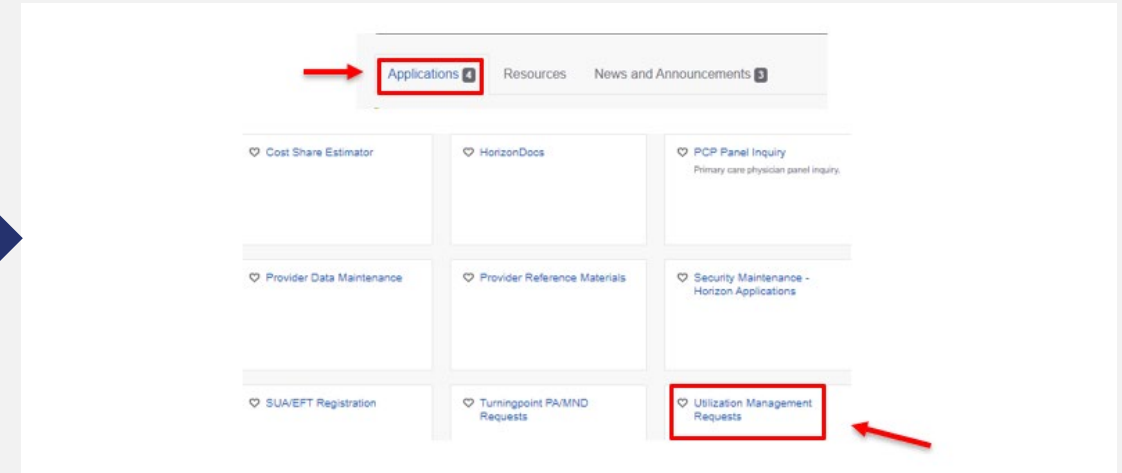 Applications 4 Resources News and Announcements 3
Cost Share Estimator
HorizonDocs
PCP Panel Inquiry
Primary care physician panel inquiry.
Provider Data Maintenance
Provider Reference Materials
Security Maintenance -
Horizon Applications
SUA/EFT Registration
Turningpoint PA/MND
Requests
Utilization Management
Requests